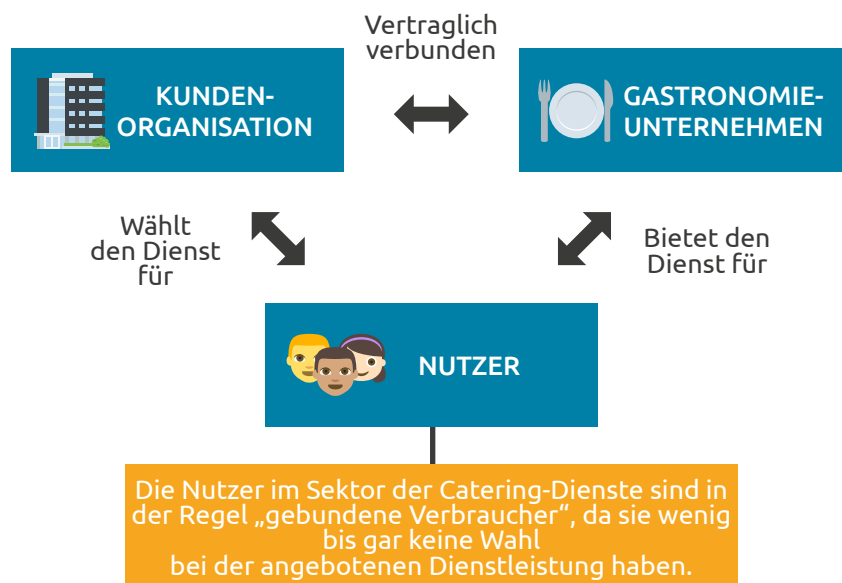 Vertraglich
verbunden
KUNDEN-
ORGANISATION
GASTRONOMIE-
UNTERNEHMEN
Wählt
den Dienst
für
Bietet den
Dienst für
NUTZER
Die Nutzer im Sektor der Catering-Dienste sind in
der Regel „gebundene Verbraucher“, da sie wenig
bis gar keine Wahl
bei der angebotenen Dienstleistung haben.